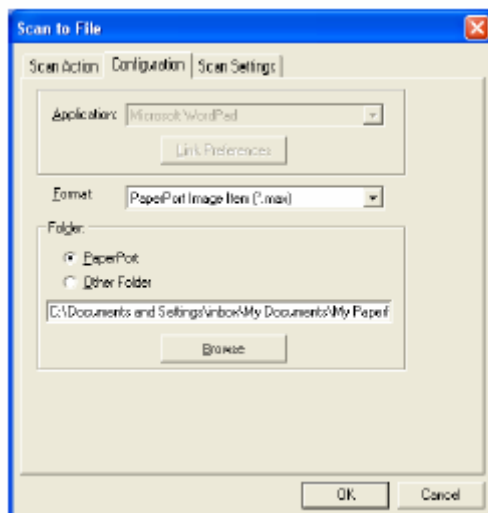 Scan to File
Scan Action Configuration Scan Settings
Application: Microsoft WordPad
Link Preferences
Format PaperPort Image Item (*.max)
Folder
PaperPort
Other Folder
C:\Documents and Settings\inbox\My Documents\My PaperF
Browse
OK Cancel